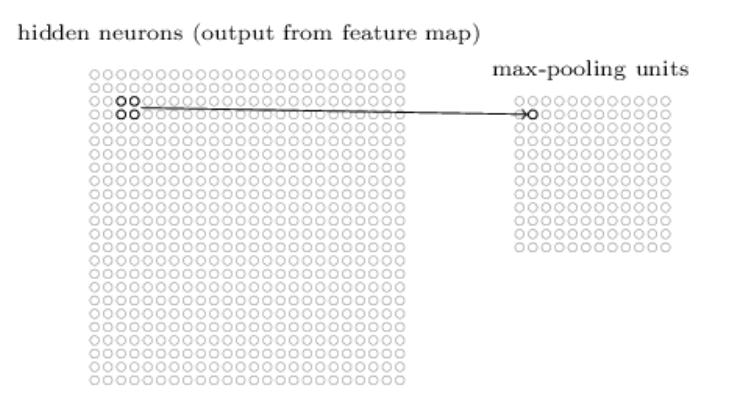 hidden neurons (output from feature map)
max-pooling units